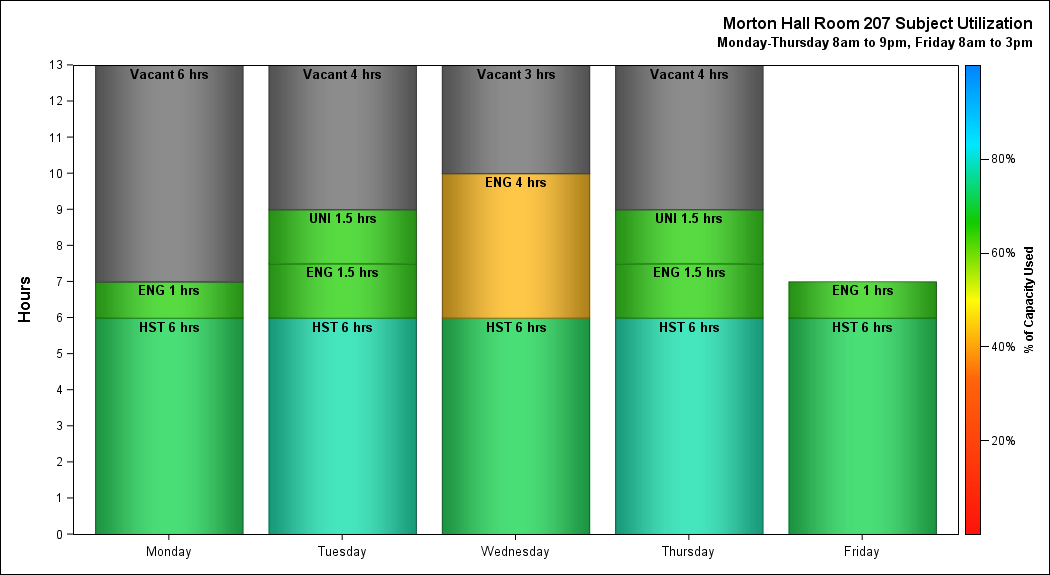 Morton Hall Room 207 Subject Utilization
Monday-Thursday 8am to 9pm, Friday 8am to 3pm
Hours
13
12
11
10
9
8
7
6
5
4
3
2
1
0
Vacant 6 hrs
ENG 1 hrs
HST 6 hrs
Vacant 4 hrs
UNI 1.5 hrs
ENG 1.5 hrs
HST 6 hrs
Vacant 3 hrs
ENG 4 hrs
HST 6 hrs
Vacant 4 hrs
UNI 1.5 hrs
ENG 1.5 hrs
HST 6 hrs
ENG 1 hrs
HST 6 hrs
Monday
Tuesday
Wednesday
Thursday
Friday
80%
60%
40%
20%
% of Capacity Used